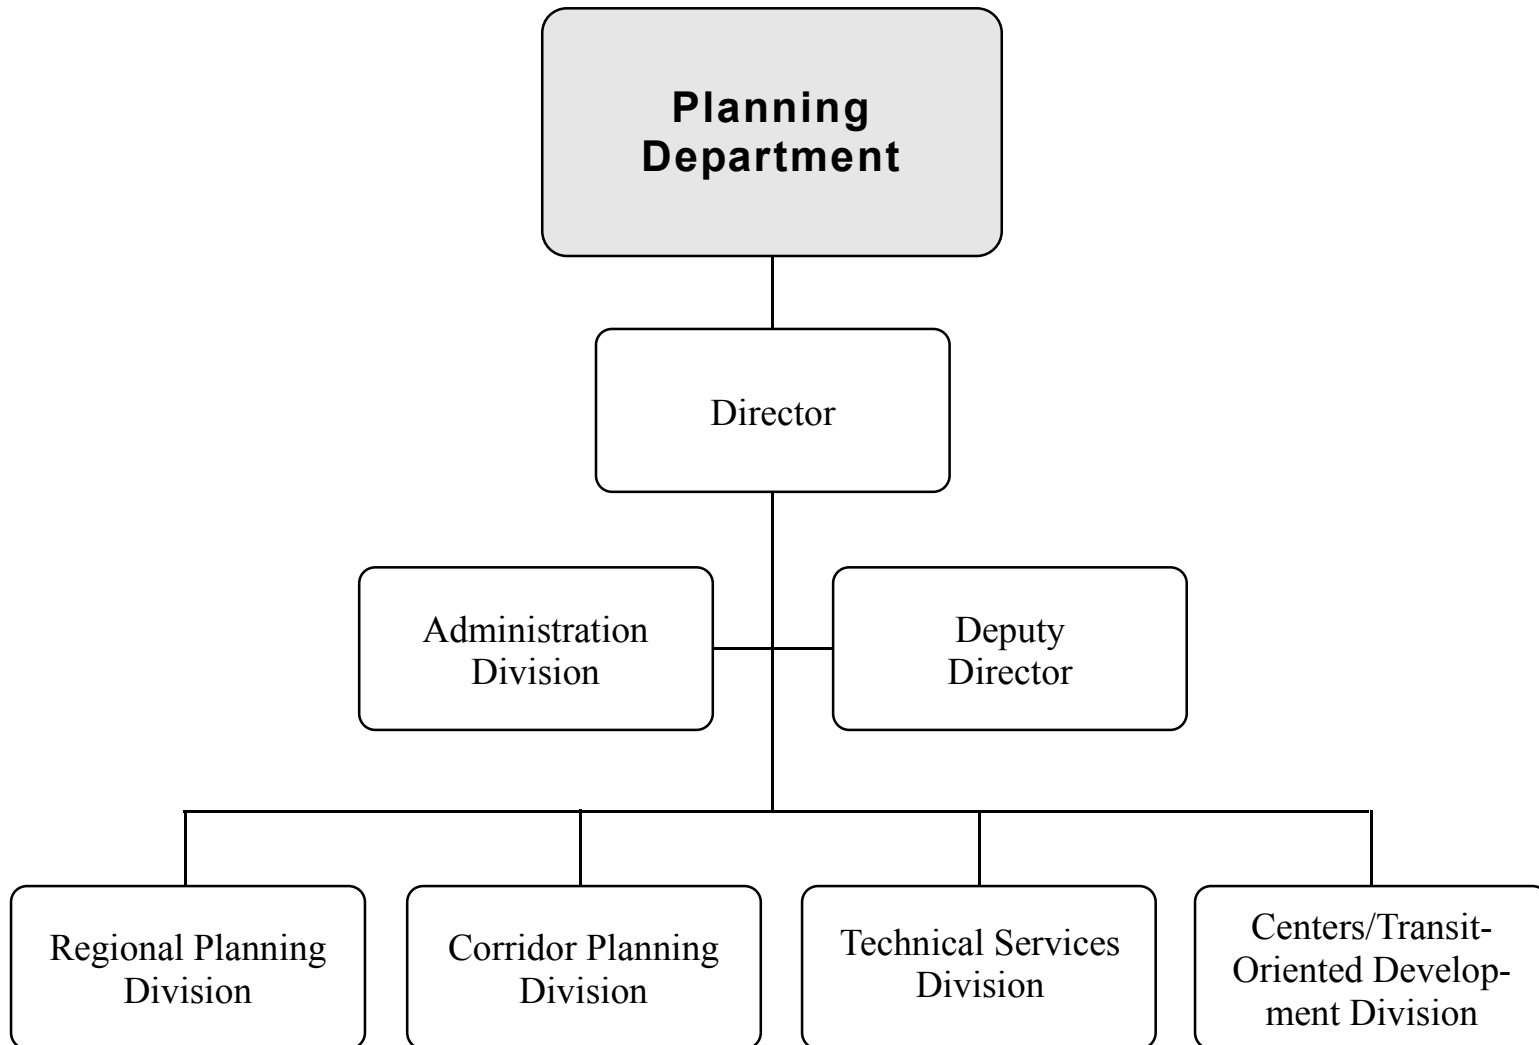 Planning
Department
Director
Administration
Division
Deputy
Director
Regional Planning
Division
Corridor Planning
Division
Technical Services
Division
Centers/Transit-
Oriented Develop-
ment Division